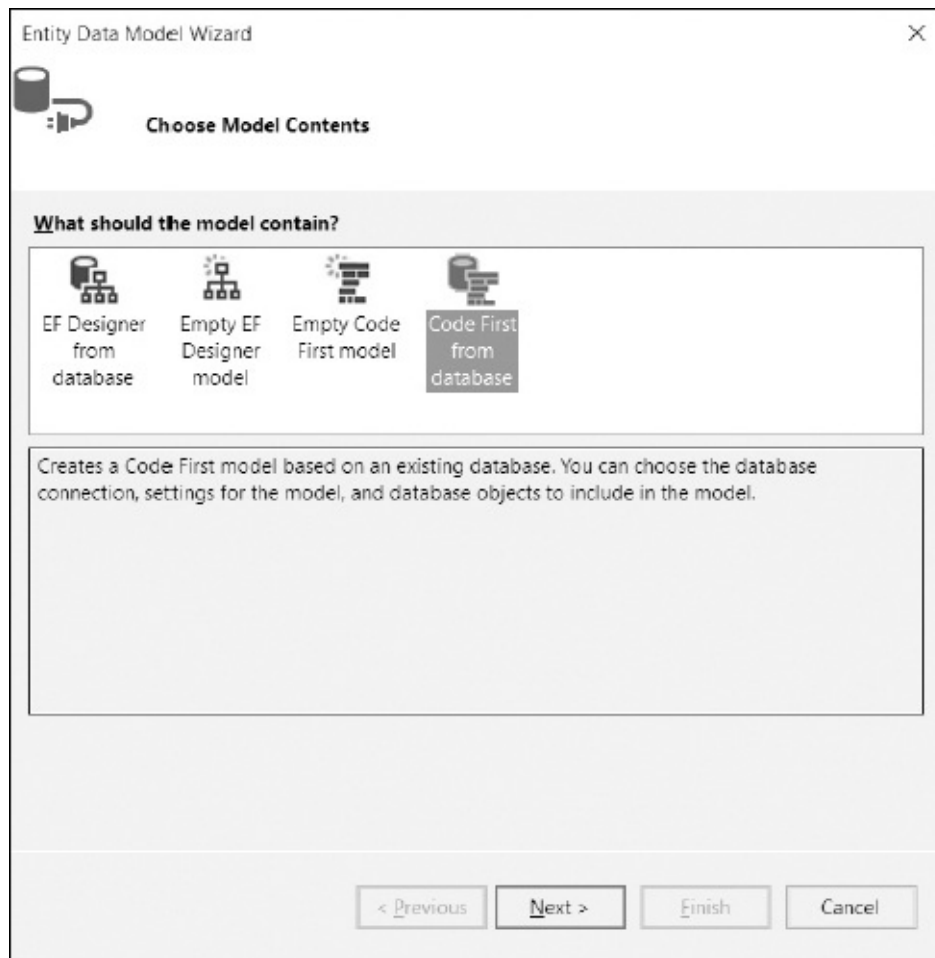 Entity Data Model Wizard
Choose Model Contents
What should the model contain?
EF Designer
from
database
Empty EF
Designer
model
Empty Code
First model
Code First
from
database
Creates a Code First model based on an existing database. You can choose the database
connection, settings for the model, and database objects to include in the model.
< Previous
Next >
Finish
Cancel